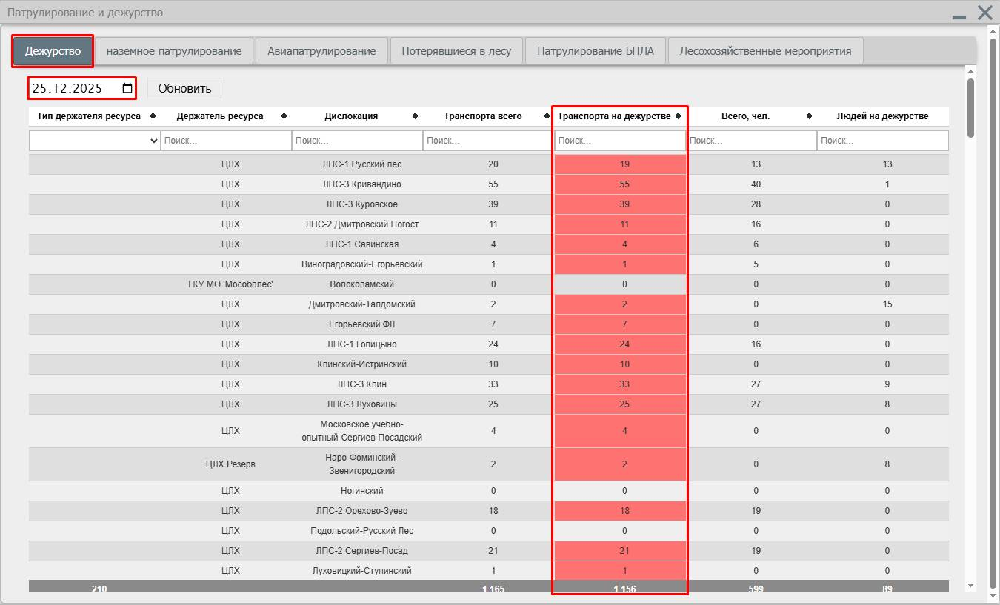 Патрулирование и дежурство
Дежурство наземное патрулирование Авиапатрулирование Потерявшиеся в лесу Патрулирование БПЛА Лесохозяйственные мероприятия
25.12.2025 Обновить
Тип держателя ресурса Держатель ресурса Дислокация Транспорта всего Транспорта на дежурстве Всего, чел. Людей на дежурстве
Поиск... Поиск... Поиск... Поиск... Поиск... Поиск...
ЦЛХ ЛПС-1 Русский лес 20 19 13 13
ЦЛХ ЛПС-3 Кривандино 55 55 40 1
ЦЛХ ЛПС-3 Куровское 39 39 28 0
ЦЛХ ЛПС-2 Дмитровский Погост 11 11 16 0
ЦЛХ ЛПС-1 Савинская 4 4 6 0
ЦЛХ Виноградовский-Егорьевский 1 1 5 0
ГКУ МО 'Мособллес' Волоколамский 0 0 0 0
ЦЛХ Дмитровский-Талдомский 2 2 0 15
ЦЛХ Егорьевский ФЛ 7 7 0 0
ЦЛХ ЛПС-1 Голицыно 24 24 16 0
ЦЛХ Клинский-Истринский 10 10 0 0
ЦЛХ ЛПС-3 Клин 33 33 27 9
ЦЛХ ЛПС-3 Луховицы 25 25 27 8
Московское учебно-
ЦЛХ опытный-Сергиев-Посадский 4 4 0 0
Наро-Фоминский-
ЦЛХ Резерв Звенигородский 2 2 0 8
ЦЛХ Ногинский 0 0 0 0
ЦЛХ ЛПС-2 Орехово-Зуево 18 18 19 0
ЦЛХ Подольский-Русский Лес 0 0 0 0
ЦЛХ ЛПС-2 Сергиев-Посад 21 21 19 0
ЦЛХ Луховицкий-Ступинский 1 1 0 0
210 1 165 1 156 599 89